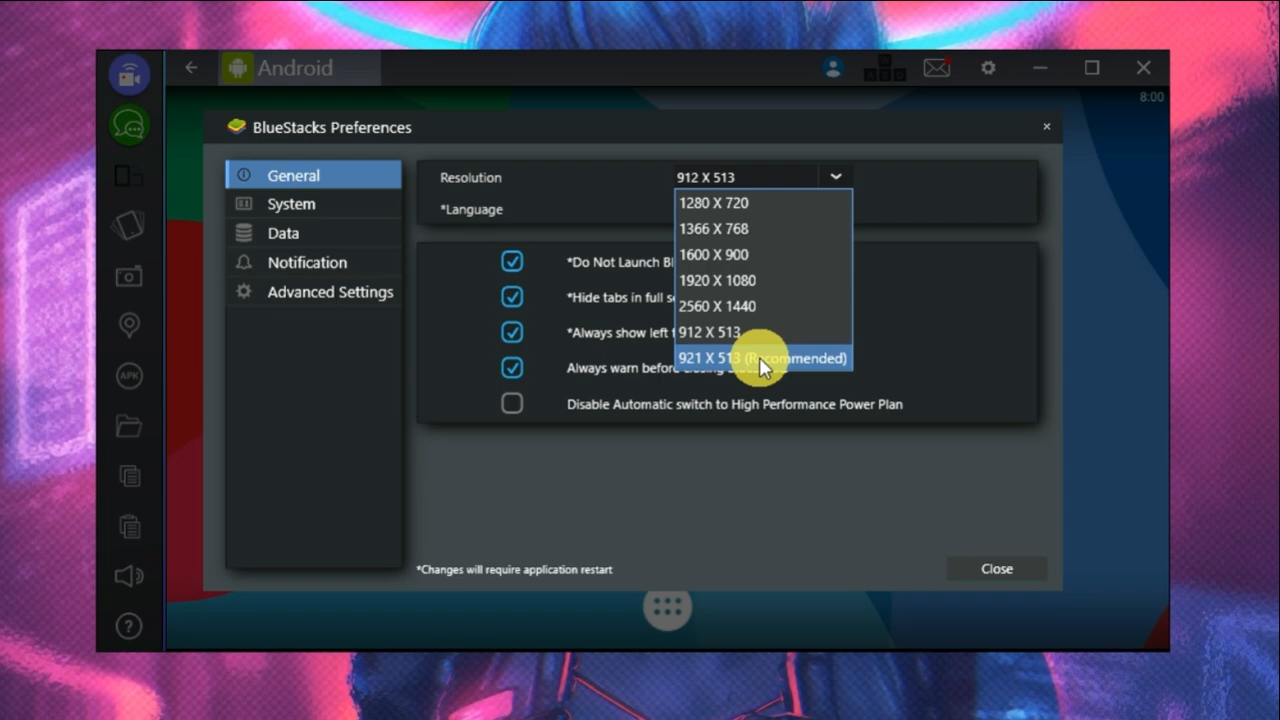 Android
8:00
BlueStacks Preferences
General
System
Data
Notification
Advanced Settings
Resolution
912 X 513
*Language
1280 X 720
1366 X 768
1600 X 900
1920 X 1080
2560 X 1440
912 X 513
921 X 513 (Recommended)
*Do Not Launch Bl
*Hide tabs in full s
*Always show left
Always warn before closing
Disable Automatic switch to High Performance Power Plan
*Changes will require application restart
Close
APK